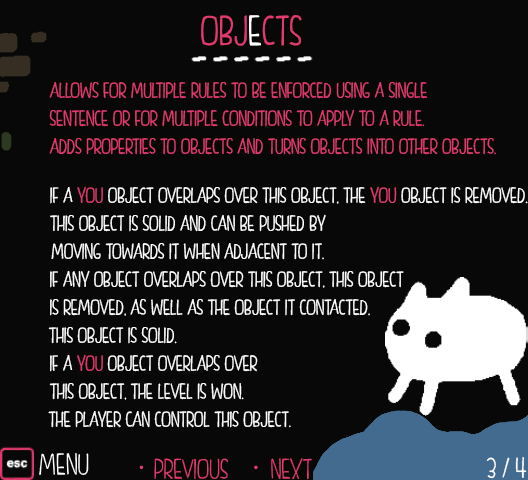 OBJECTS
ALLOWS FOR MULTIPLE RULES TO BE ENFORCED USING A SINGLE
SENTENCE OR FOR MULTIPLE CONDITIONS TO APPLY TO A RULE.
ADDS PROPERTIES TO OBJECTS AND TURNS OBJECTS INTO OTHER OBJECTS.
IF A YOU OBJECT OVERLAPS OVER THIS OBJECT, THE YOU OBJECT IS REMOVED.
THIS OBJECT IS SOLID AND CAN BE PUSHED BY
MOVING TOWARDS IT WHEN ADJACENT TO IT.
IF ANY OBJECT OVERLAPS OVER THIS OBJECT, THIS OBJECT
IS REMOVED, AS WELL AS THE OBJECT IT CONTACTED.
THIS OBJECT IS SOLID.
IF A YOU OBJECT OVERLAPS OVER
THIS OBJECT, THE LEVEL IS WON.
THE PLAYER CAN CONTROL THIS OBJECT.
esc MENU · PREVIOUS · NEXT 3 / 4